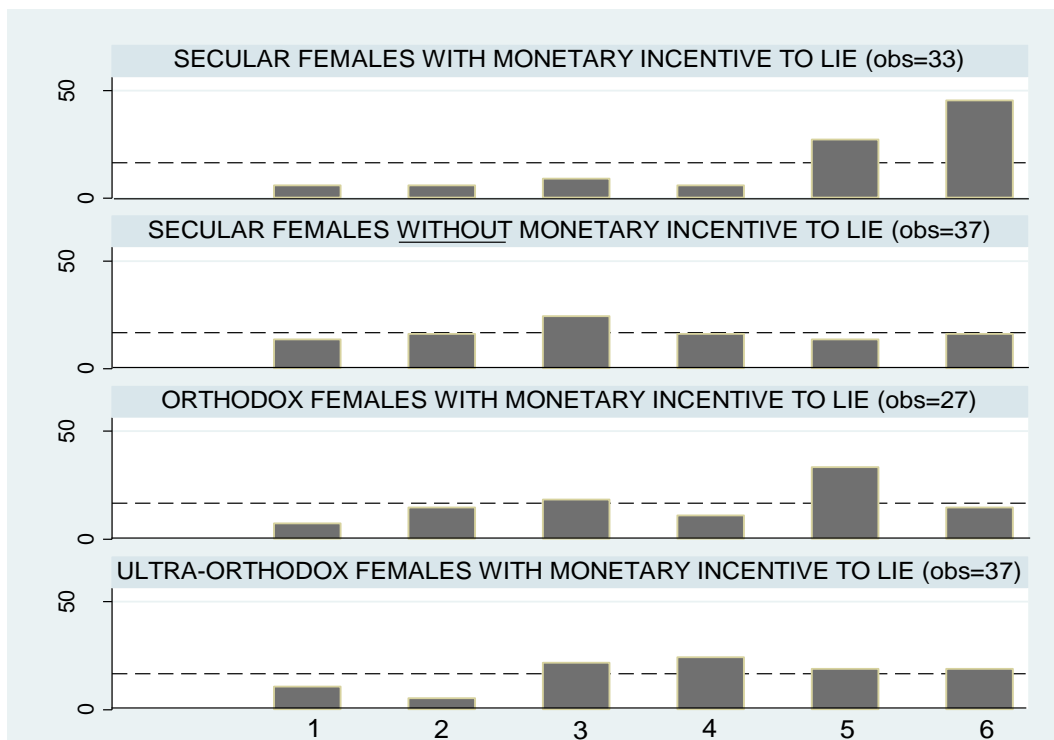 SECULAR FEMALES WITH MONETARY INCENTIVE TO LIE (obs=33)
50
0
SECULAR FEMALES WITHOUT MONETARY INCENTIVE TO LIE (obs=37)
50
0
ORTHODOX FEMALES WITH MONETARY INCENTIVE TO LIE (obs=27)
50
0
ULTRA-ORTHODOX FEMALES WITH MONETARY INCENTIVE TO LIE (obs=37)
50
0
1 2 3 4 5 6